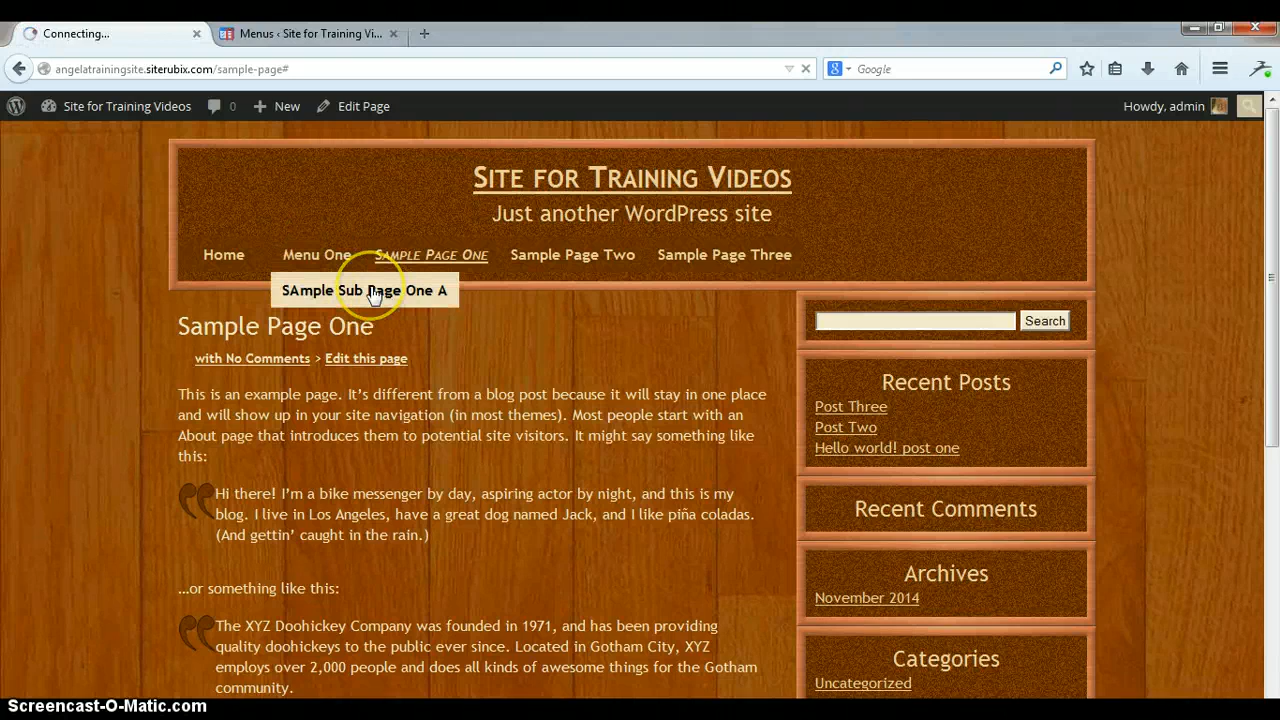 Connecting...
Menus ‹ Site for Training Vi...
angelatrainingsite.siterubix.com/sample-page#
Google
Site for Training Videos
0
New
Edit Page
Howdy, admin
Site for Training Videos
Just another WordPress site
Home
Menu One
Sample Page One
Sample Page Two
Sample Page Three
SAmple Sub Page One A
Sample Page One
with No Comments > Edit this page
This is an example page. It's different from a blog post because it will stay in one place
and will show up in your site navigation (in most themes). Most people start with an
About page that introduces them to potential site visitors. It might say something like
this:
Hi there! I'm a bike messenger by day, aspiring actor by night, and this is my
blog. I live in Los Angeles, have a great dog named Jack, and I like piña coladas.
(And gettin' caught in the rain.)
...or something like this:
The XYZ Doohickey Company was founded in 1971, and has been providing
quality doohickeys to the public ever since. Located in Gotham City, XYZ
employs over 2,000 people and does all kinds of awesome things for the Gotham
community.
Search
Recent Posts
Post Three
Post Two
Hello world! post one
Recent Comments
Archives
November 2014
Categories
Uncategorized
Screencast-O-Matic.com